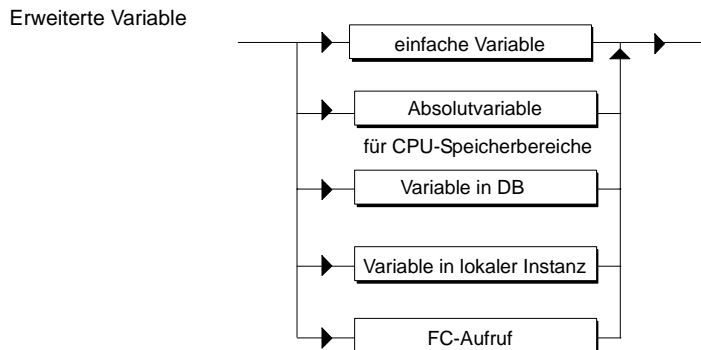 Erweiterte Variable
einfache Variable
Absolutvariable
für CPU-Speicherbereiche
Variable in DB
Variable in lokaler Instanz
FC-Aufruf